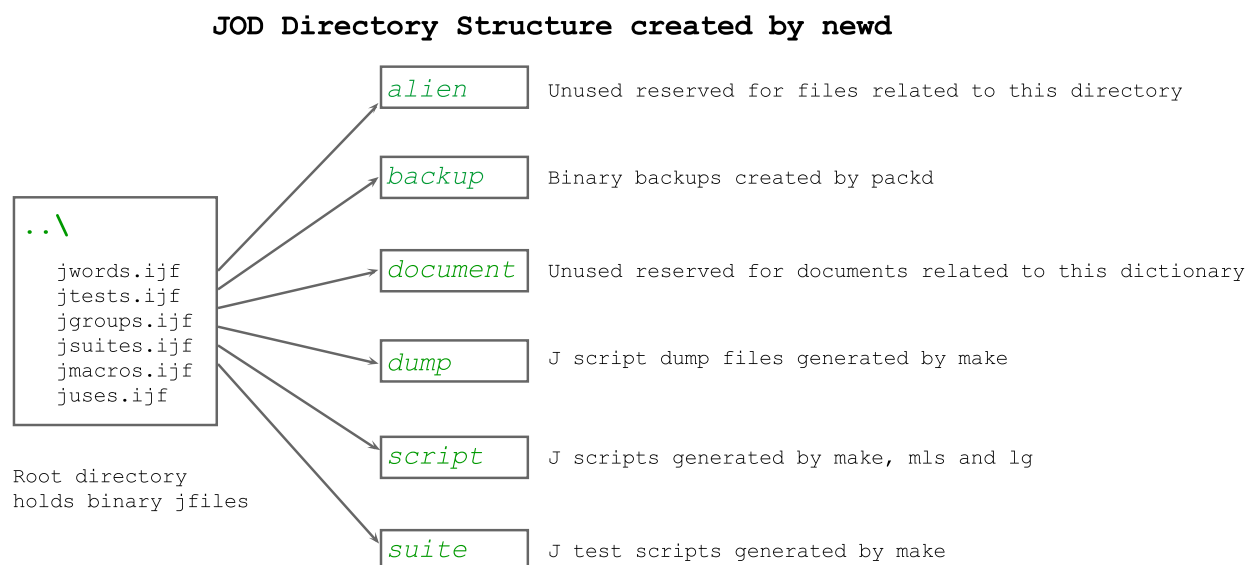 JOD Directory Structure created by newd
alien
Unused reserved for files related to this directory
backup
Binary backups created by packd
..\
jwords.ijf
jtests.ijf
jgroups.ijf
jsuites.ijf
jmacros.ijf
juses.ijf
document
Unused reserved for documents related to this dictionary
dump
J script dump files generated by make
script
J scripts generated by make, mls and lg
Root directory
holds binary jfiles
suite
J test scripts generated by make